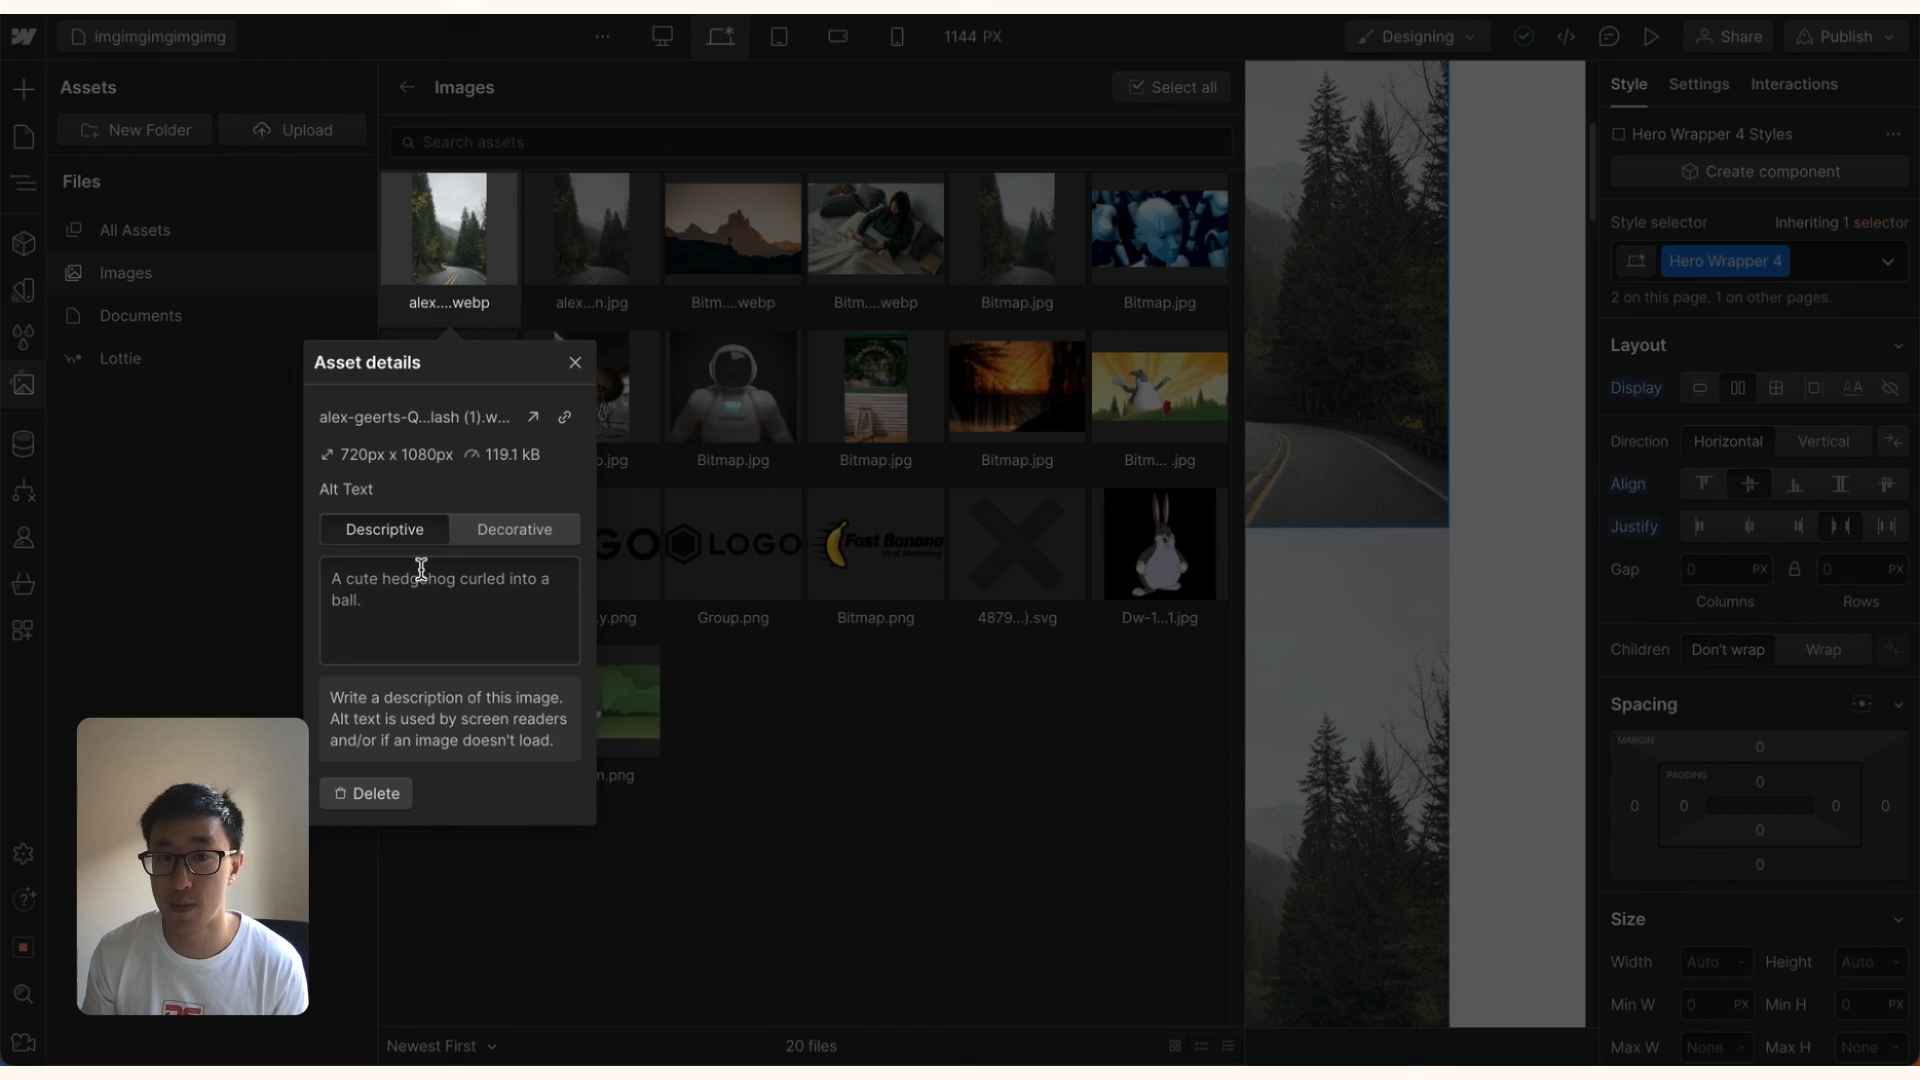 imgimgimgimgimg
...
1144 PX
Designing
Share
Publish
Assets
New Folder
Upload
Files
All Assets
Images
Documents
Lottie
Images
Select all
Search assets
alex....webp
alex...n.jpg
Bitm....webp
Bitm....webp
Bitmap.jpg
Bitmap.jpg
Asset details
alex-geerts-Q...lash (1).w...
720px x 1080px
119.1 kB
Alt Text
Descriptive
Decorative
A cute hedgehog curled into a
ball.
Write a description of this image.
Alt text is used by screen readers
and/or if an image doesn't load.
Delete
.jpg
Bitmap.jpg
Bitmap.jpg
Bitmap.jpg
Bitm... .jpg
GO
LOGO
Fast Banana
Viral Marketing
y.png
Group.png
Bitmap.png
4879...).svg
Dw-1...1.jpg
m.png
Newest First
20 files
Style
Settings
Interactions
Hero Wrapper 4 Styles
Create component
Style selector
Inheriting 1 selector
Hero Wrapper 4
2 on this page, 1 on other pages.
Layout
Display
AA
Direction
Horizontal
Vertical
Align
Justify
Gap
0 PX
0 PX
Columns
Rows
Children
Don't wrap
Wrap
Spacing
MARGIN
0
PADDING
0
0
0
0
0
0
0
Size
Width
Auto -
Height
Auto -
Min W
0 PX
Min H
0 PX
Max W
None -
Max H
None -